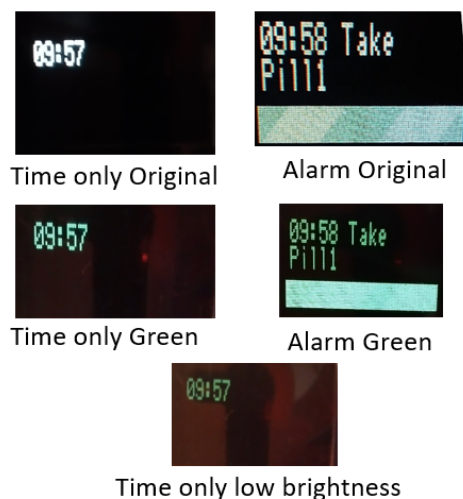 09:57
09:58 Take
Pill1
Time only Original
Alarm Original
09:57
09:58 Take
Pill1
Time only Green
Alarm Green
09:57
Time only low brightness